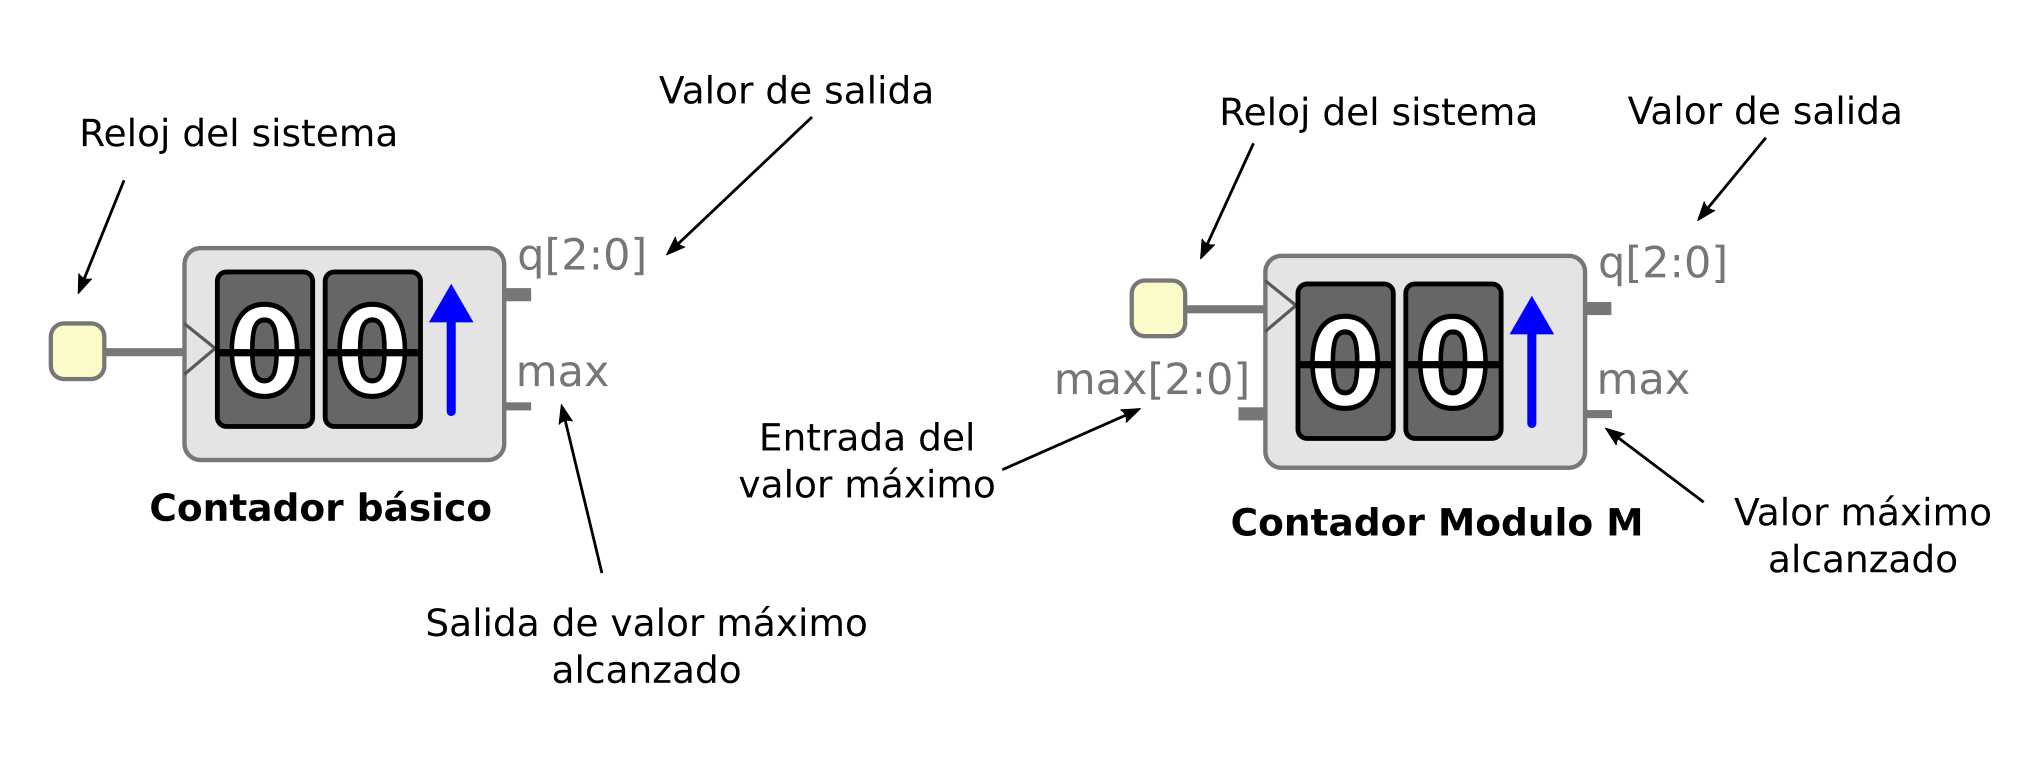 Reloj del sistema
Valor de salida
q[2:0]
00
max
Contador básico
Salida de valor máximo
alcanzado
Reloj del sistema
Valor de salida
q[2:0]
max[2:0]
00
max
Entrada del
valor máximo
Contador Modulo M
Valor máximo
alcanzado